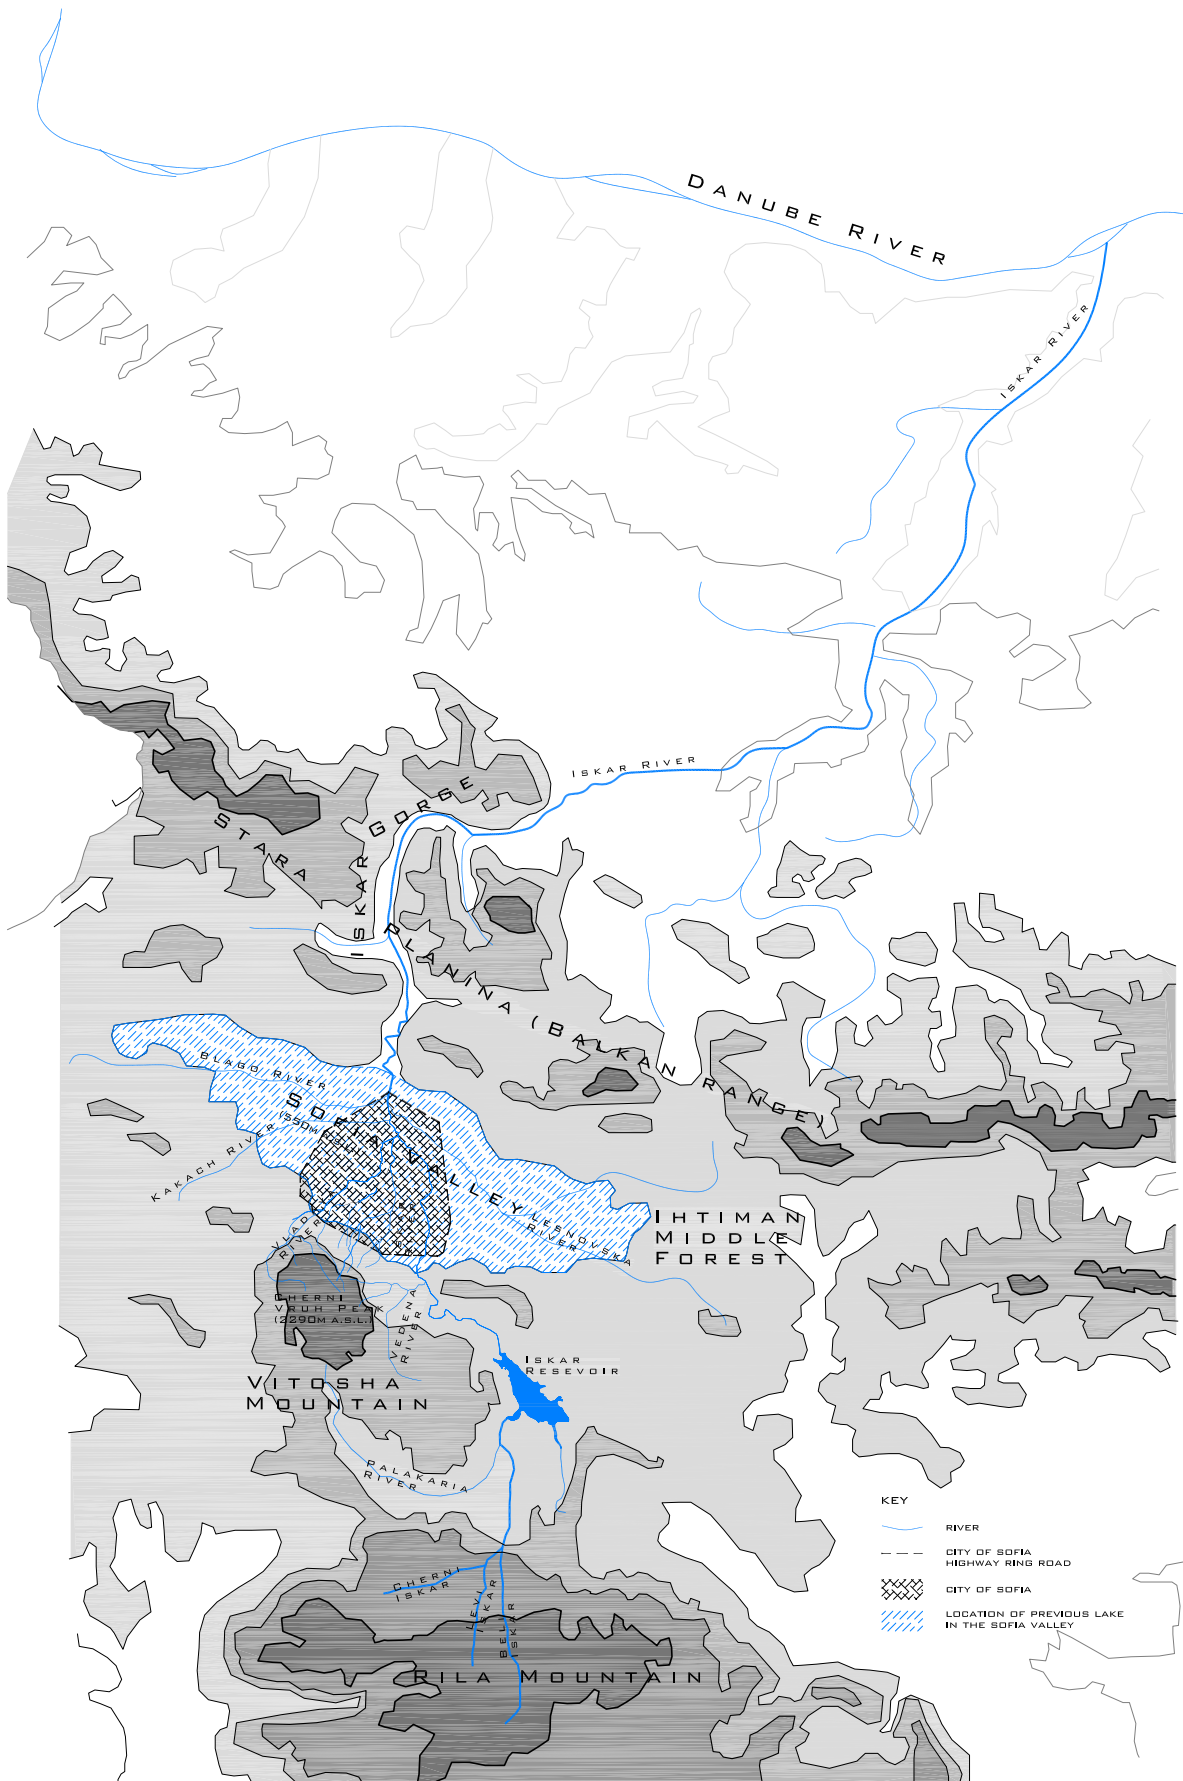 DANUBE RIVER
ISKAR RIVER
ISKAR RIVER
ISKAR GORGE
STARA
PLANINA (BALKAN RANGE)
BLAGO RIVER
SOFIA VALLEY
KAKACH RIVER
LESNOVSKA
RIVER
IHTIMAN
MIDDLE
FOREST
RIVER
CHERNI
VRUH PEAK
(2290M A.S.L.)
VEDENA
RIVER
ISKAR
RESEVOIR
VITOSHA
MOUNTAIN
PALAKARIA
RIVER
CHERNI
ISKAR
LEVI
ISKAR
BELI
ISKAR
RILA MOUNTAIN
KEY
RIVER
CITY OF SOFIA
HIGHWAY RING ROAD
CITY OF SOFIA
LOCATION OF PREVIOUS LAKE
IN THE SOFIA VALLEY